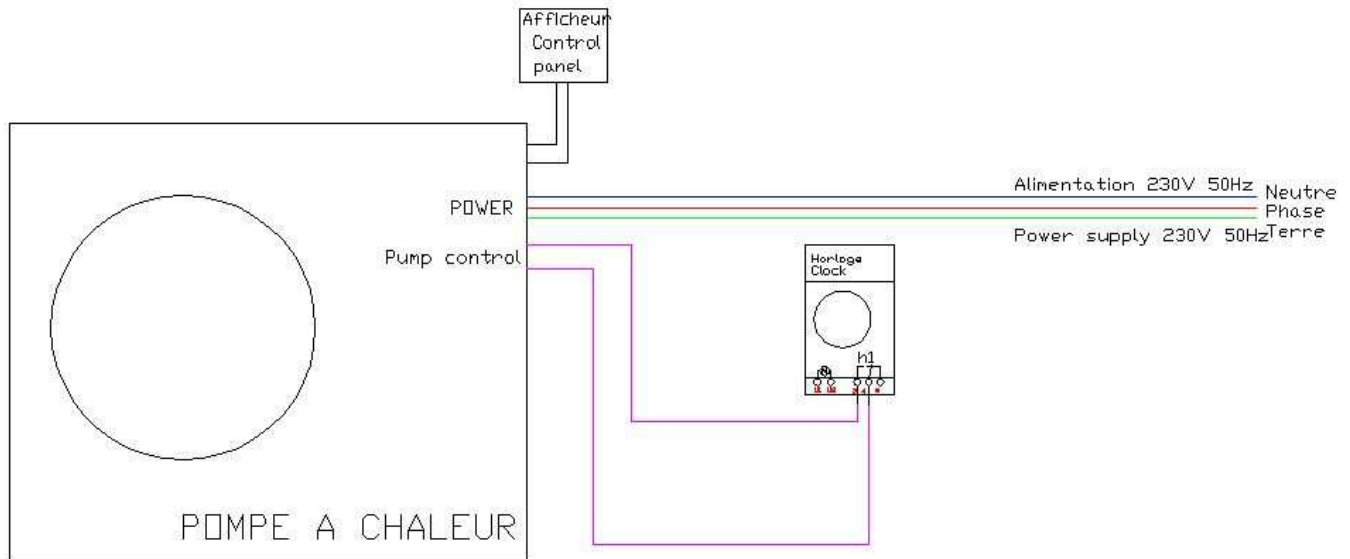 Afficheur
Control
panel
Alimentation 230V 50Hz
Neutre
POWER
Phase
Power supply 230V 50Hz
Terre
Pump control
Horloge
Clock
h1
POMPE A CHALEUR